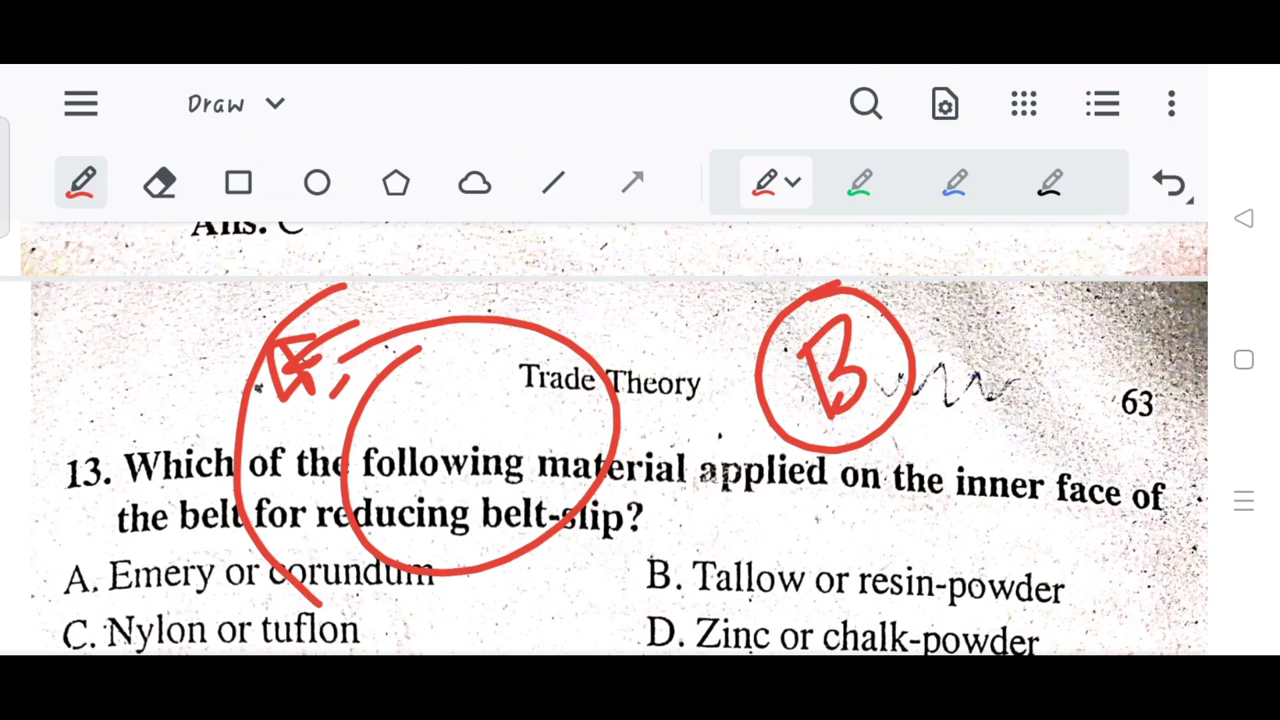 Draw
Ans. C
B
Trade Theory
63
13. Which of the following material applied on the inner face of
the belt for reducing belt-slip?
A. Emery or corundum
B. Tallow or resin-powder
C. Nylon or tuflon
D. Zinc or chalk-powder